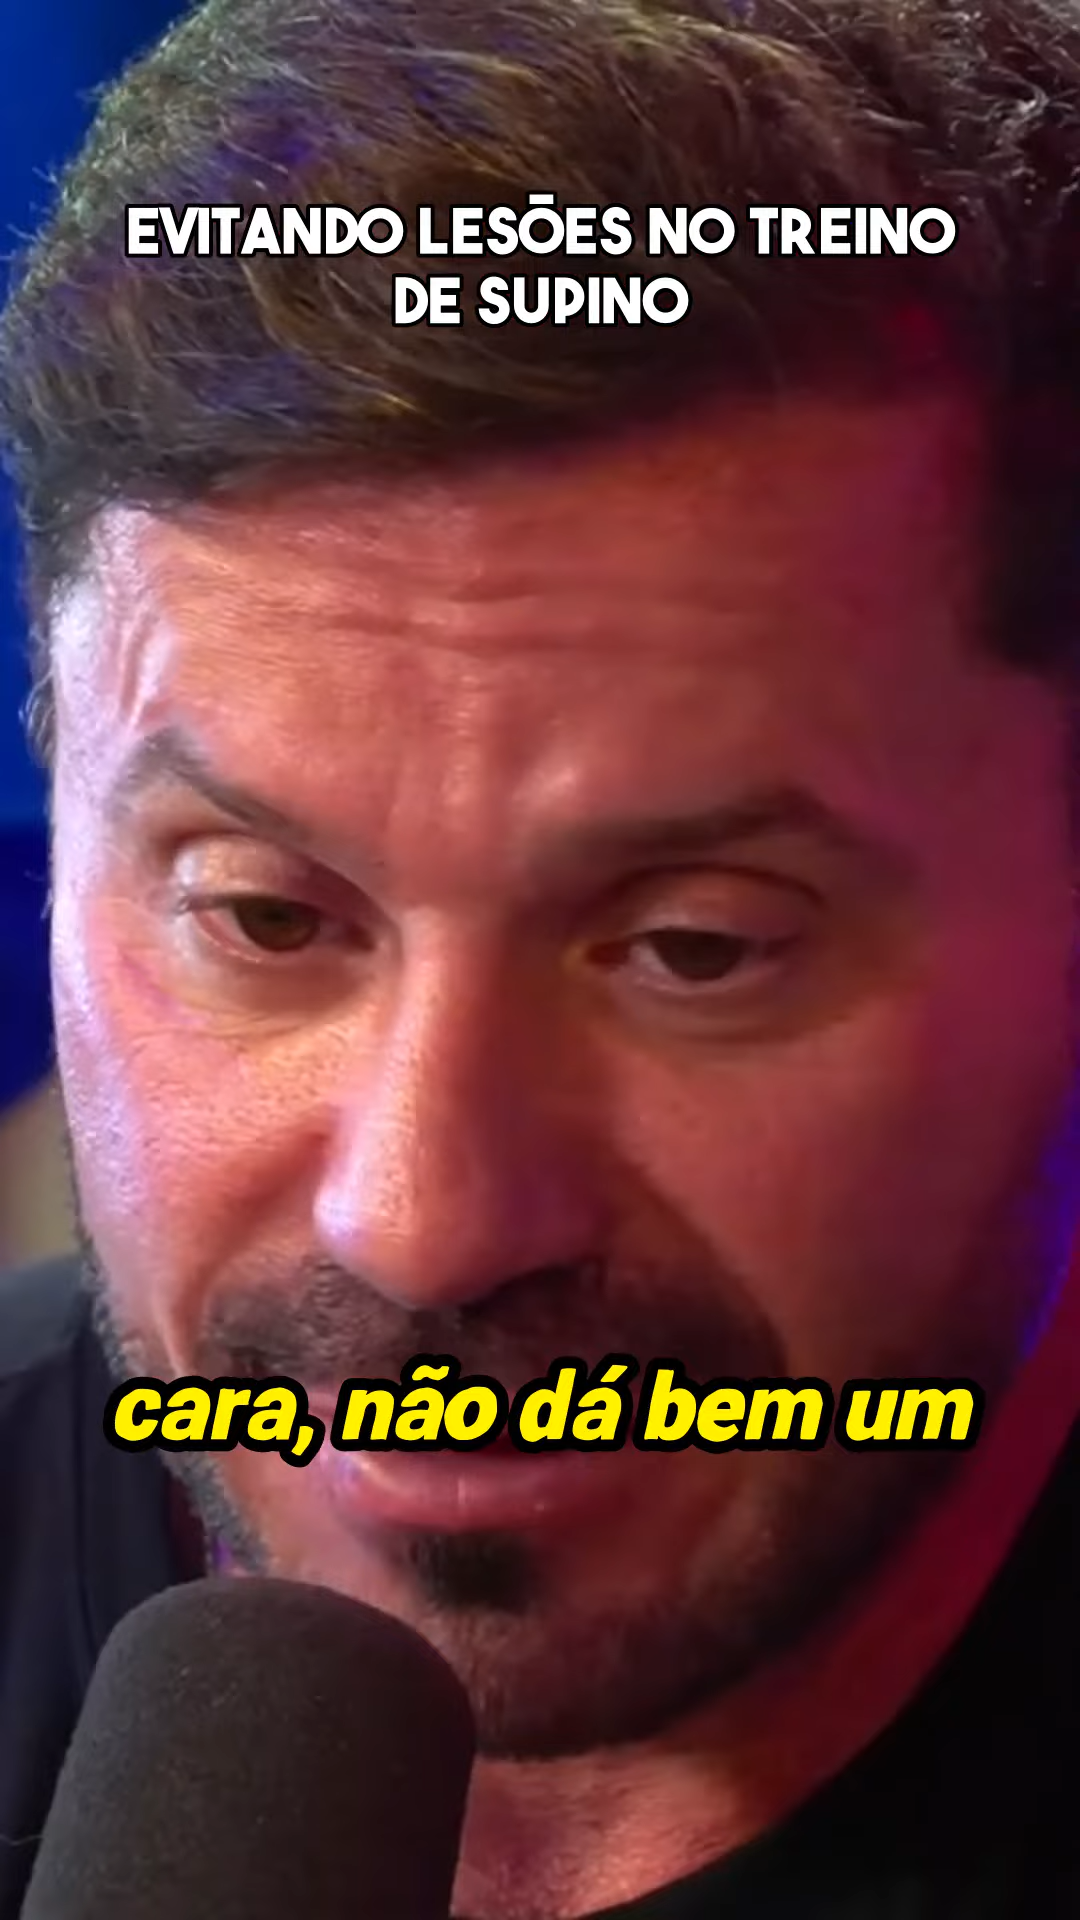 EVITANDO LESÕES NO TREINO
DE SUPINO
cara, não dá bem um